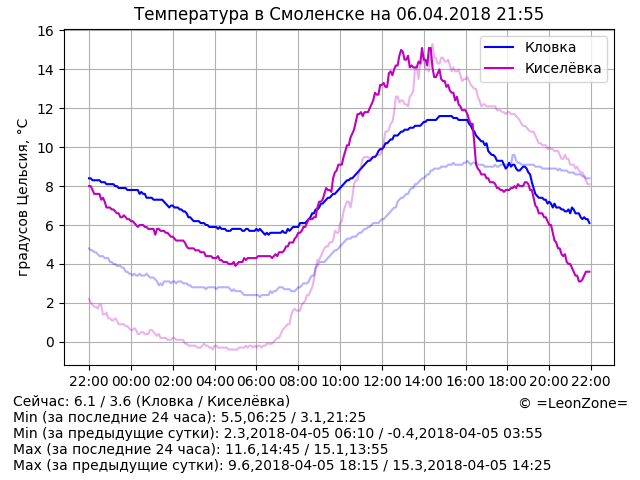 Температура в Смоленске на 06.04.2018 21:55
градусов Цельсия, °C
16
14
12
10
8
6
4
2
0
Кловка
Киселёвка
22:00 00:00 02:00 04:00 06:00 08:00 10:00 12:00 14:00 16:00 18:00 20:00 22:00
Сейчас: 6.1 / 3.6 (Кловка / Киселёвка)
© =LeonZone=
Min (за последние 24 часа): 5.5,06:25 / 3.1,21:25
Min (за предыдущие сутки): 2.3,2018-04-05 06:10 / -0.4,2018-04-05 03:55
Max (за последние 24 часа): 11.6,14:45 / 15.1,13:55
Max (за предыдущие сутки): 9.6,2018-04-05 18:15 / 15.3,2018-04-05 14:25